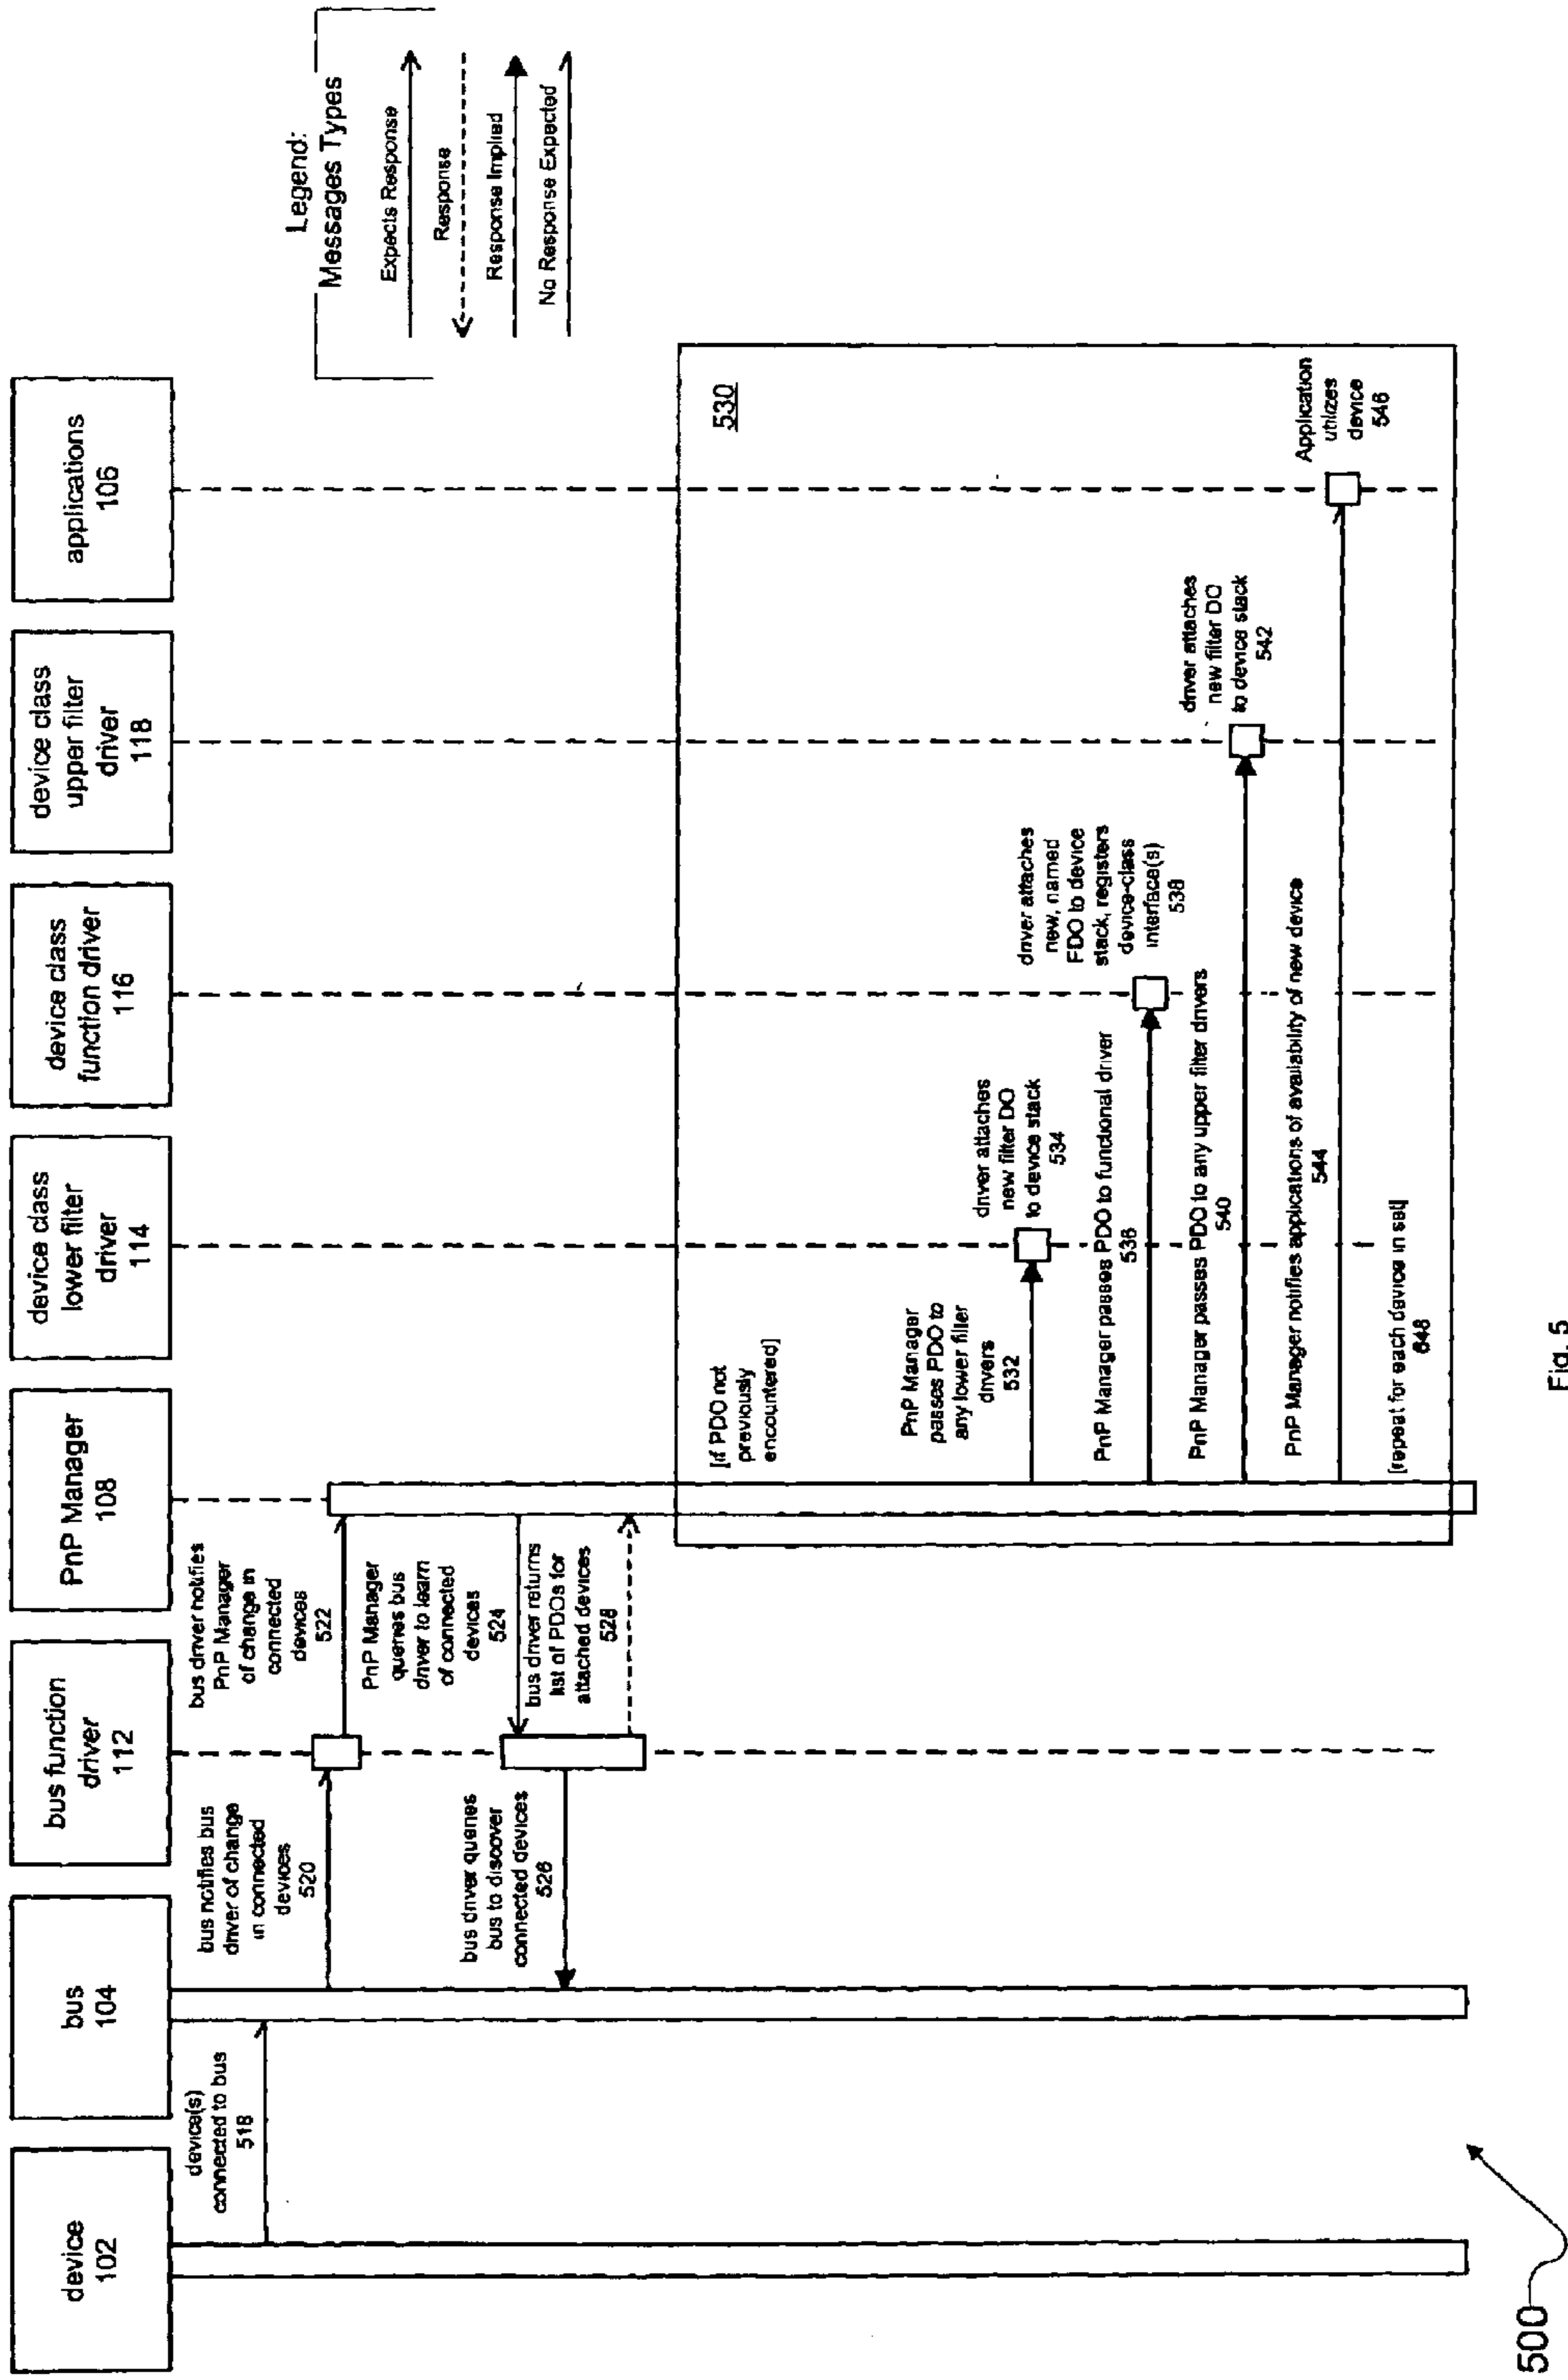 device
102
bus
104
bus function
driver
112
PnP Manager
108
device class
lower filter
driver
114
device class
function driver
116
device class
upper filter
driver
118
applications
106
Legend:
Messages Types
Expects Response
Response
Response Implied
No Response Expected
device(s)
connected to bus
518
bus notifies bus
driver of change
in connected
devices
520
bus driver notifies
PnP Manager
of change in
connected
devices
522
PnP Manager
queries bus
driver to learn
of connected
devices
524
bus driver queries
bus to discover
connected devices
526
bus driver returns
list of PDOs for
attached devices
528
530
[if PDO not
previously
encountered]
PnP Manager
passes PDO to
any lower filter
drivers
532
driver attaches
new filter DO
to device stack
534
PnP Manager passes PDO to functional driver
536
driver attaches
new, named
FDO to device
stack, registers
device-class
interface(s)
538
PnP Manager passes PDO to any upper filter drivers
540
driver attaches
new filter DO
to device stack
542
PnP Manager notifies applications of availability of new device
544
Application
utilizes
device
546
[repeat for each device in set]
648
500
Fig. 5